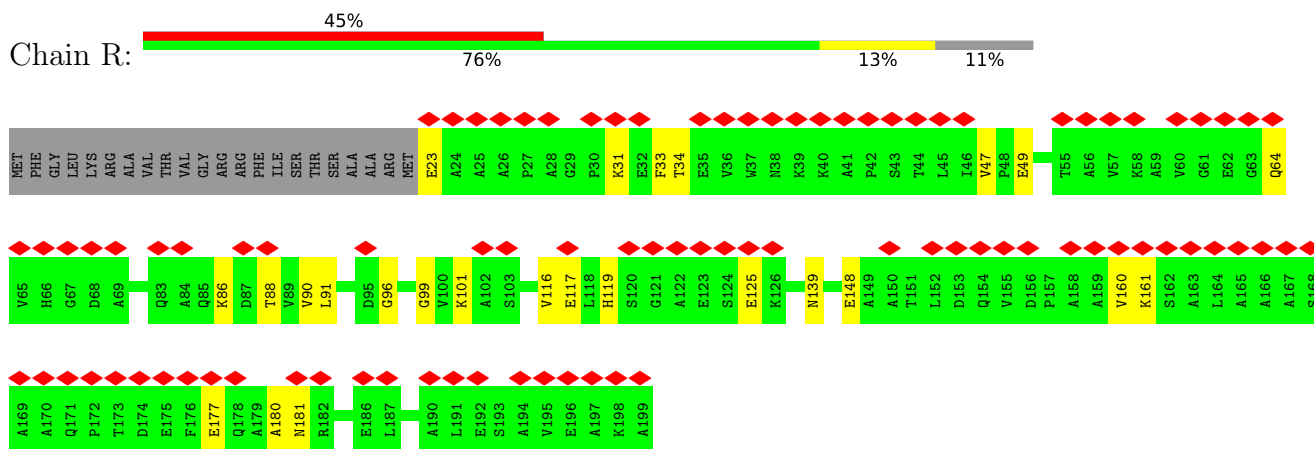 45%
Chain R:
76% 13% 11%
MET PHE GLY LEU LYS ARG ALA VAL THR VAL GLY ARG ARG PHE ILE SER THR SER ALA ALA ARG MET E23 A24 A25 A26 P27 A28 G29 P30 K31 E32 F33 T34 E35 V36 W37 N38 K39 K40 A41 P42 S43 T44 L45 I46 V47 P48 E49 T55 A56 V57 K58 A59 V60 G61 E62 G63 Q64
V65 H66 G67 D68 A69 Q83 A84 Q85 K86 D87 T88 V89 V90 L91 D95 G96 G99 V100 K101 A102 S103 V116 E117 L118 H119 S120 G121 A122 E123 S124 E125 K126 N139 E148 A149 A150 T151 L152 D153 Q154 V155 D156 P157 A158 A159 V160 K161 S162 A163 L164 A165 A166 A167 S168
A169 A170 Q171 P172 T173 D174 E175 F176 E177 Q178 A179 A180 N181 R182 E186 L187 A190 L191 E192 S193 A194 V195 E196 A197 K198 A199